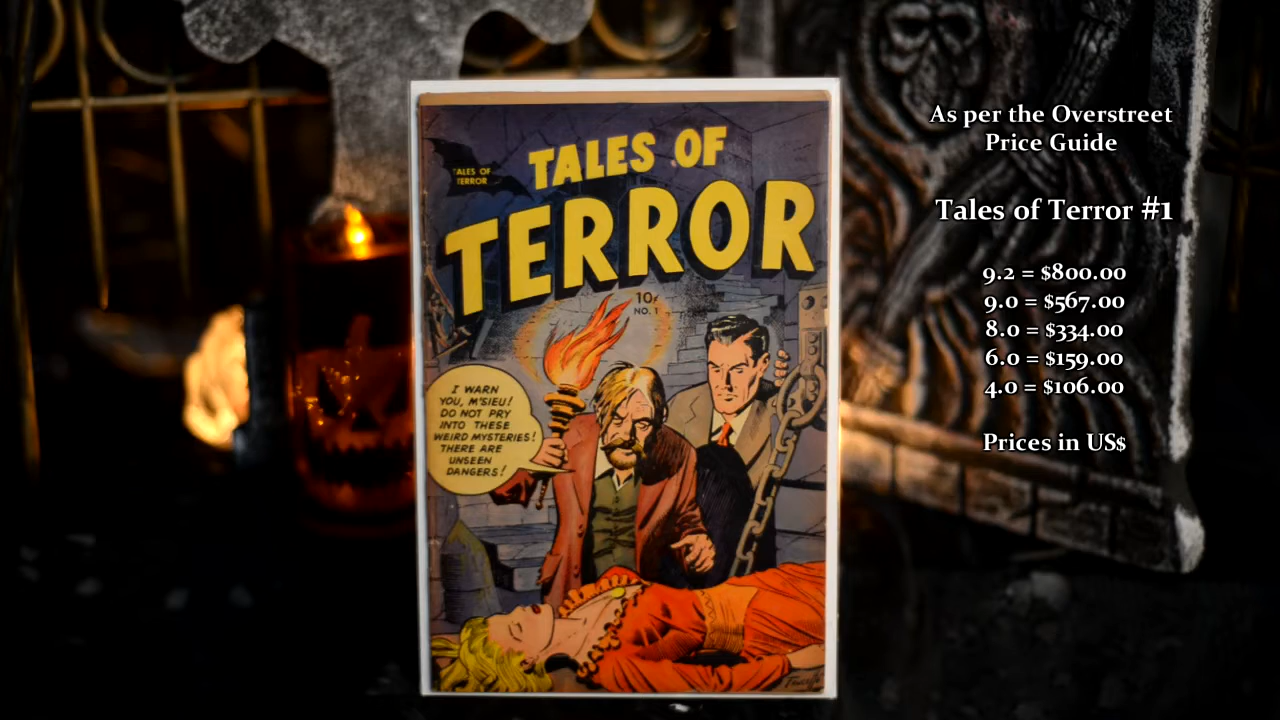 TALES OF
TERROR
TALES OF
TERROR
10¢
NO. 1
I WARN
YOU, M'SIEU!
DO NOT PRY
INTO THESE
WEIRD MYSTERIES!
THERE ARE
UNSEEN
DANGERS!
As per the Overstreet
Price Guide
Tales of Terror #1
9.2 = $800.00
9.0 = $567.00
8.0 = $334.00
6.0 = $159.00
4.0 = $106.00
Prices in US$